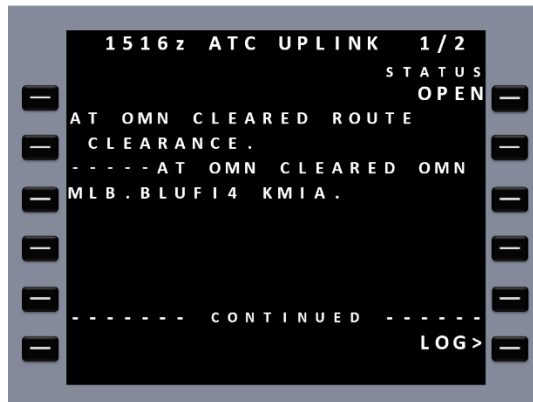 1516z ATC UPLINK 1/2
STATUS
OPEN
AT OMN CLEARED ROUTE
CLEARANCE.
-----AT OMN CLEARED OMN
MLB.BLUFI4 KMIA.
------- CONTINUED ------
LOG>